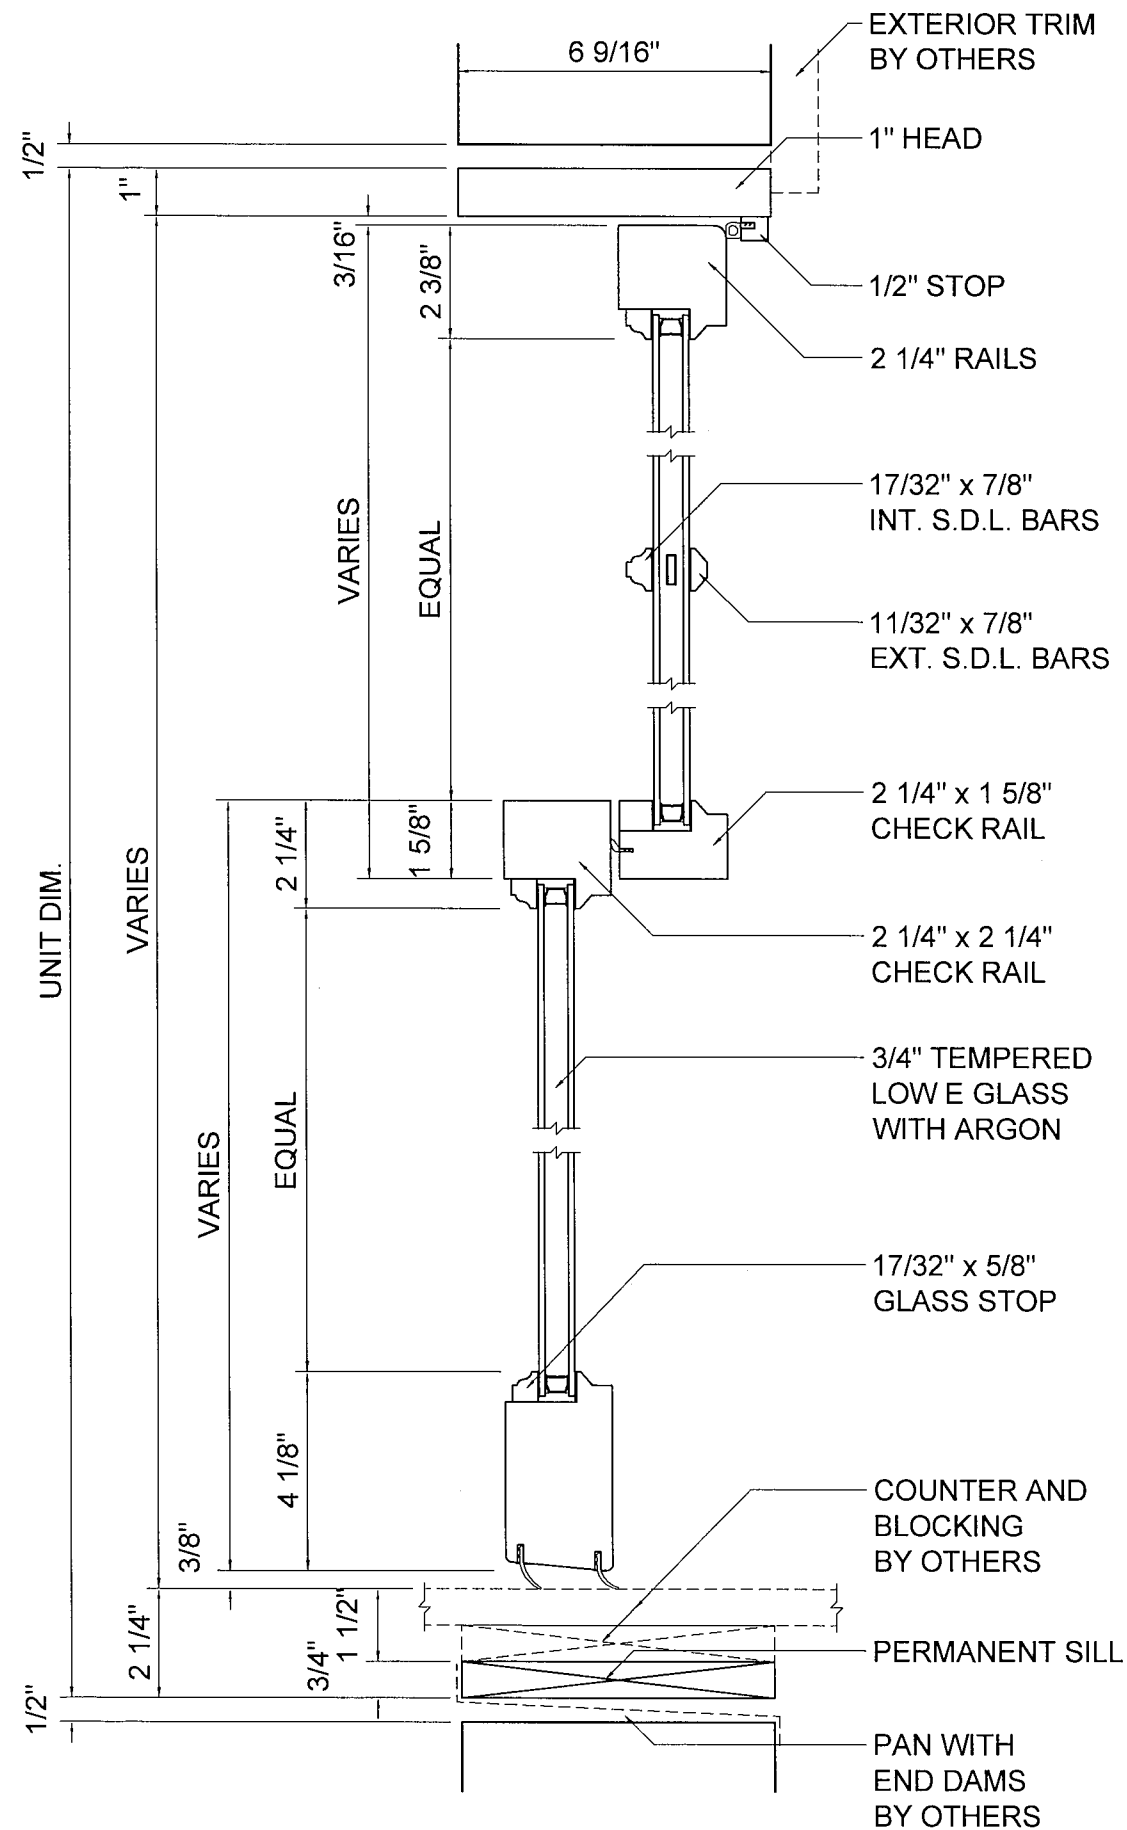 6 9/16"
EXTERIOR TRIM
BY OTHERS
1/2"
1" HEAD
1"
3/16"
2 3/8"
1/2" STOP
2 1/4" RAILS
VARIES
EQUAL
17/32" x 7/8"
INT. S.D.L. BARS
11/32" x 7/8"
EXT. S.D.L. BARS
UNIT DIM.
VARIES
2 1/4"
1 5/8"
2 1/4" x 1 5/8"
CHECK RAIL
2 1/4" x 2 1/4"
CHECK RAIL
3/4" TEMPERED
LOW E GLASS
WITH ARGON
VARIES
EQUAL
17/32" x 5/8"
GLASS STOP
4 1/8"
3/8"
COUNTER AND
BLOCKING
BY OTHERS
2 1/4"
1 1/2"
3/4"
PERMANENT SILL
1/2"
PAN WITH
END DAMS
BY OTHERS